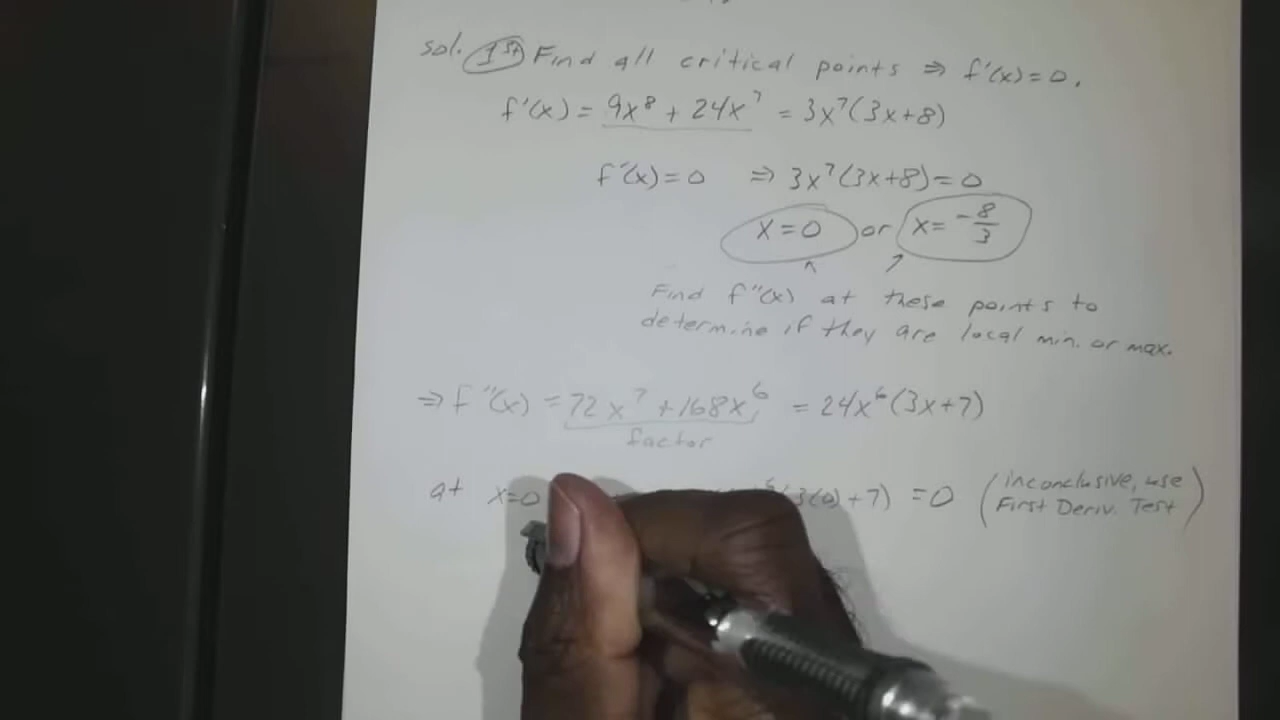 sol. 1st Find all critical points ⇒ f'(x)=0.
f'(x) = 9x⁸ + 24x⁷ = 3x⁷(3x+8)
f'(x)=0 ⇒ 3x⁷(3x+8)=0
x=0 or x= -8/3
Find f"(x) at these points to
determine if they are local min. or max.
⇒ f"(x) = 72x⁷ + 168x⁶ = 24x⁶(3x+7)
factor
at x=0 3(0)+7) = 0 (inconclusive, use
First Deriv. Test)